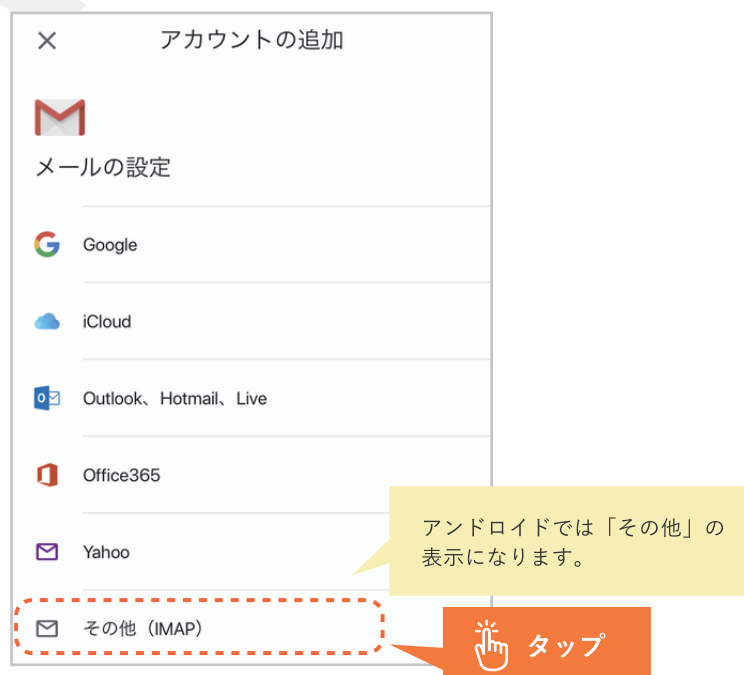 アカウントの追加
メールの設定
Google
iCloud
Outlook、Hotmail、Live
Office365
アンドロイドでは「その他」の
表示になります。
Yahoo
その他（IMAP）
タップ